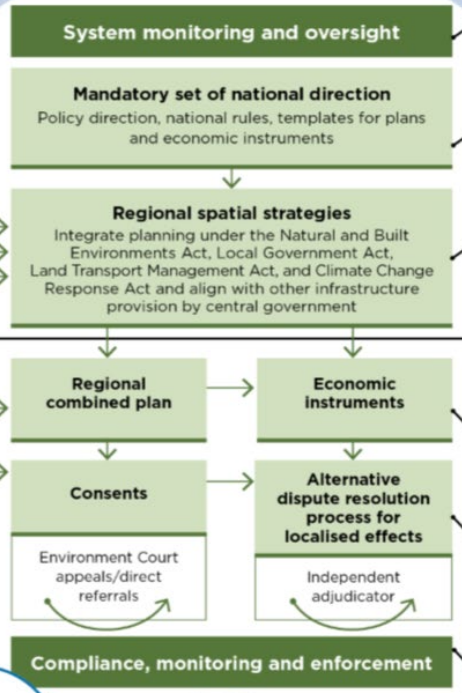 System monitoring and oversight
Mandatory set of national direction
Policy direction, national rules, templates for plans
and economic instruments
Regional spatial strategies
Integrate planning under the Natural and Built
Environments Act, Local Government Act,
Land Transport Management Act, and Climate Change
Response Act and align with other infrastructure
provision by central government
Regional
combined plan
Economic
instruments
Consents
Environment Court
appeals/direct
referrals
Alternative
dispute resolution
process for
localised effects
Independent
adjudicator
Compliance, monitoring and enforcement